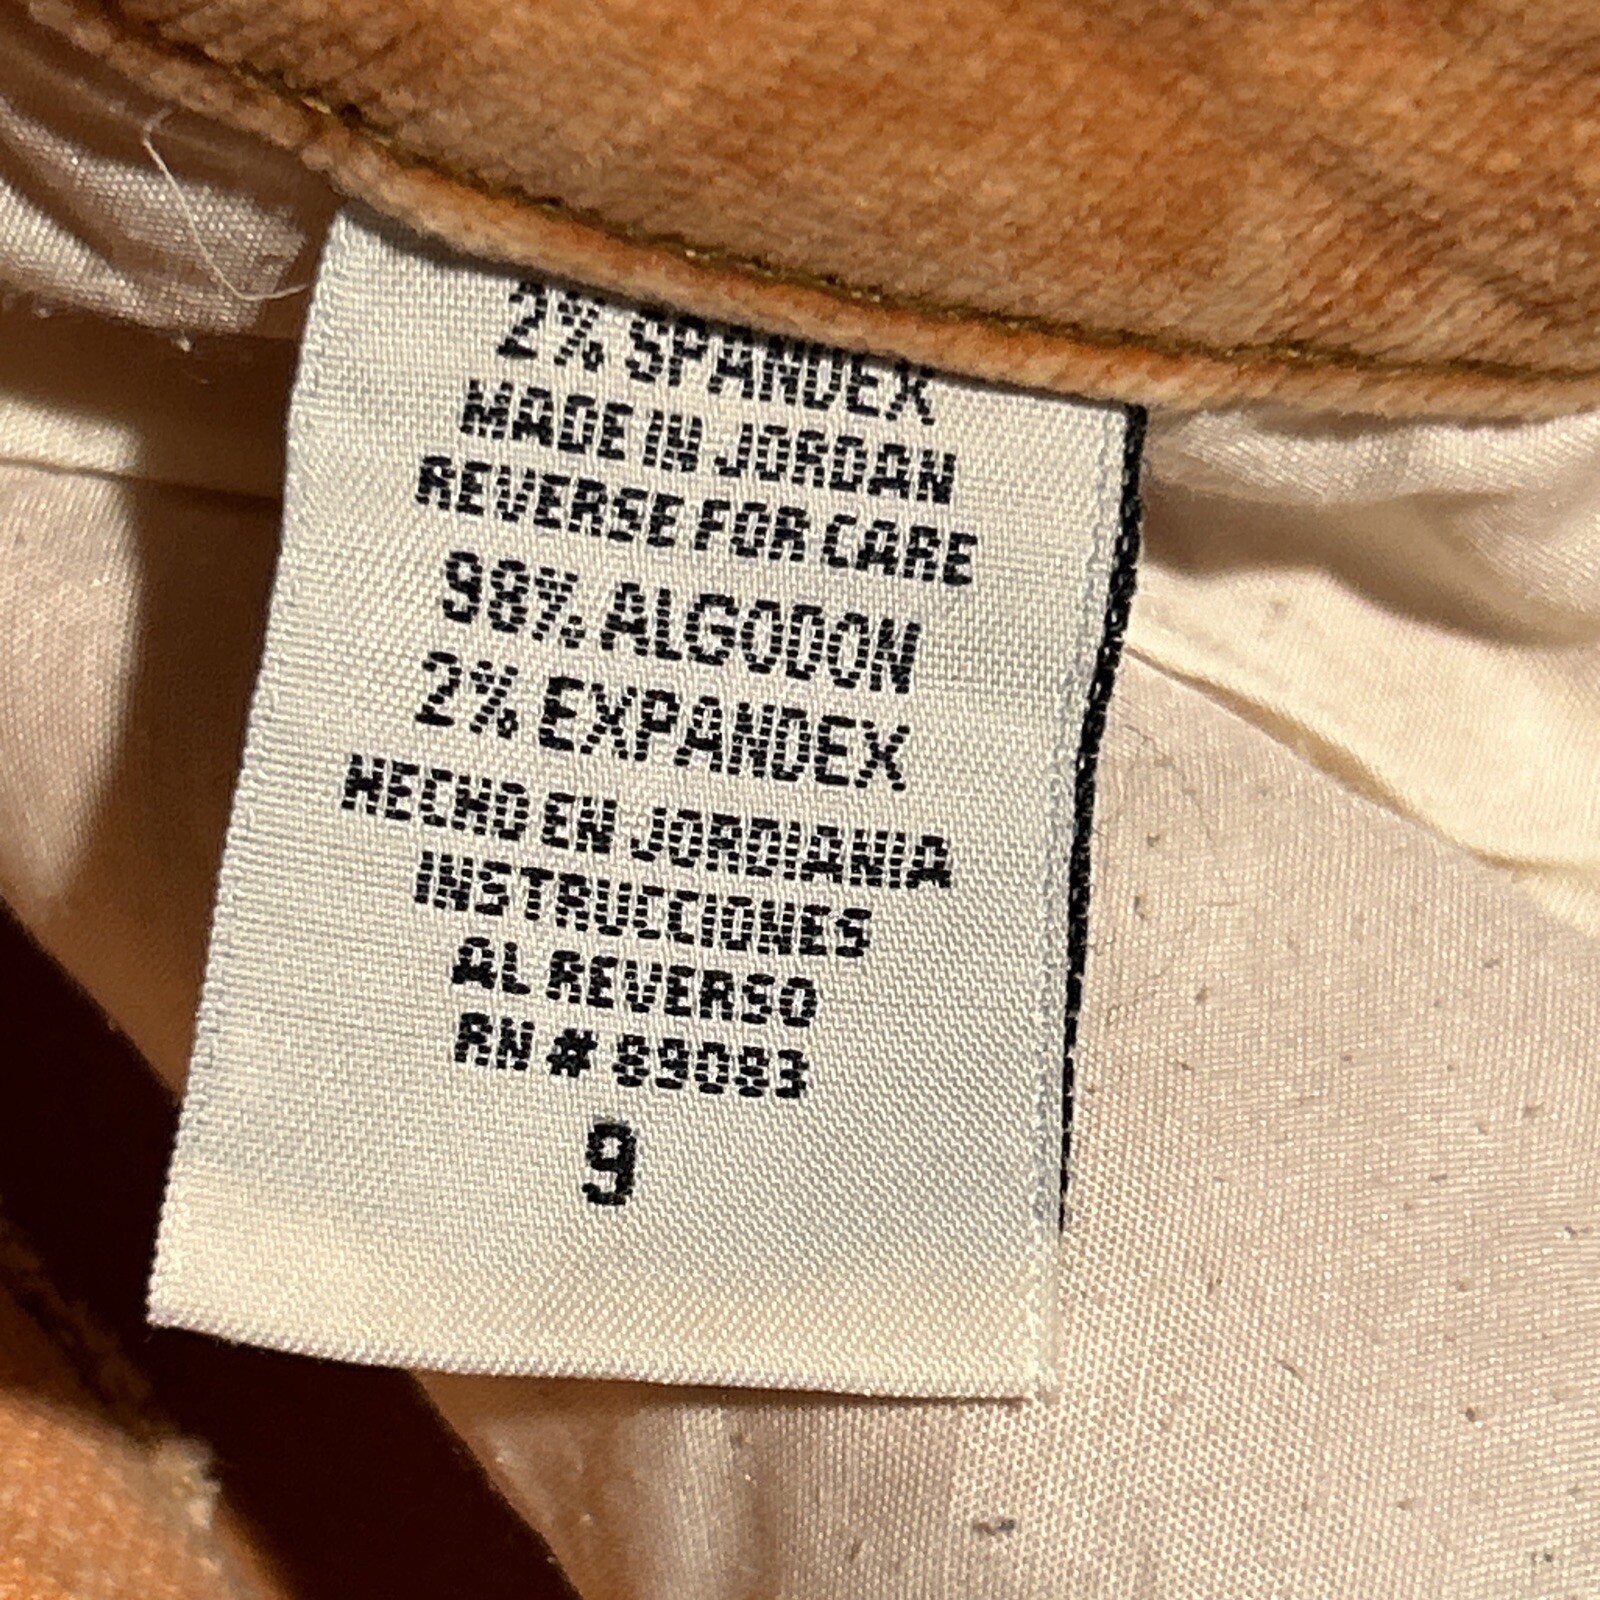 2% SPANDEX
MADE IN JORDAN
REVERSE FOR CARE
98% ALGODON
2% EXPANDEX
HECHO EN JORDIANIA
INSTRUCCIONES
AL REVERSO
RN # 89083
9